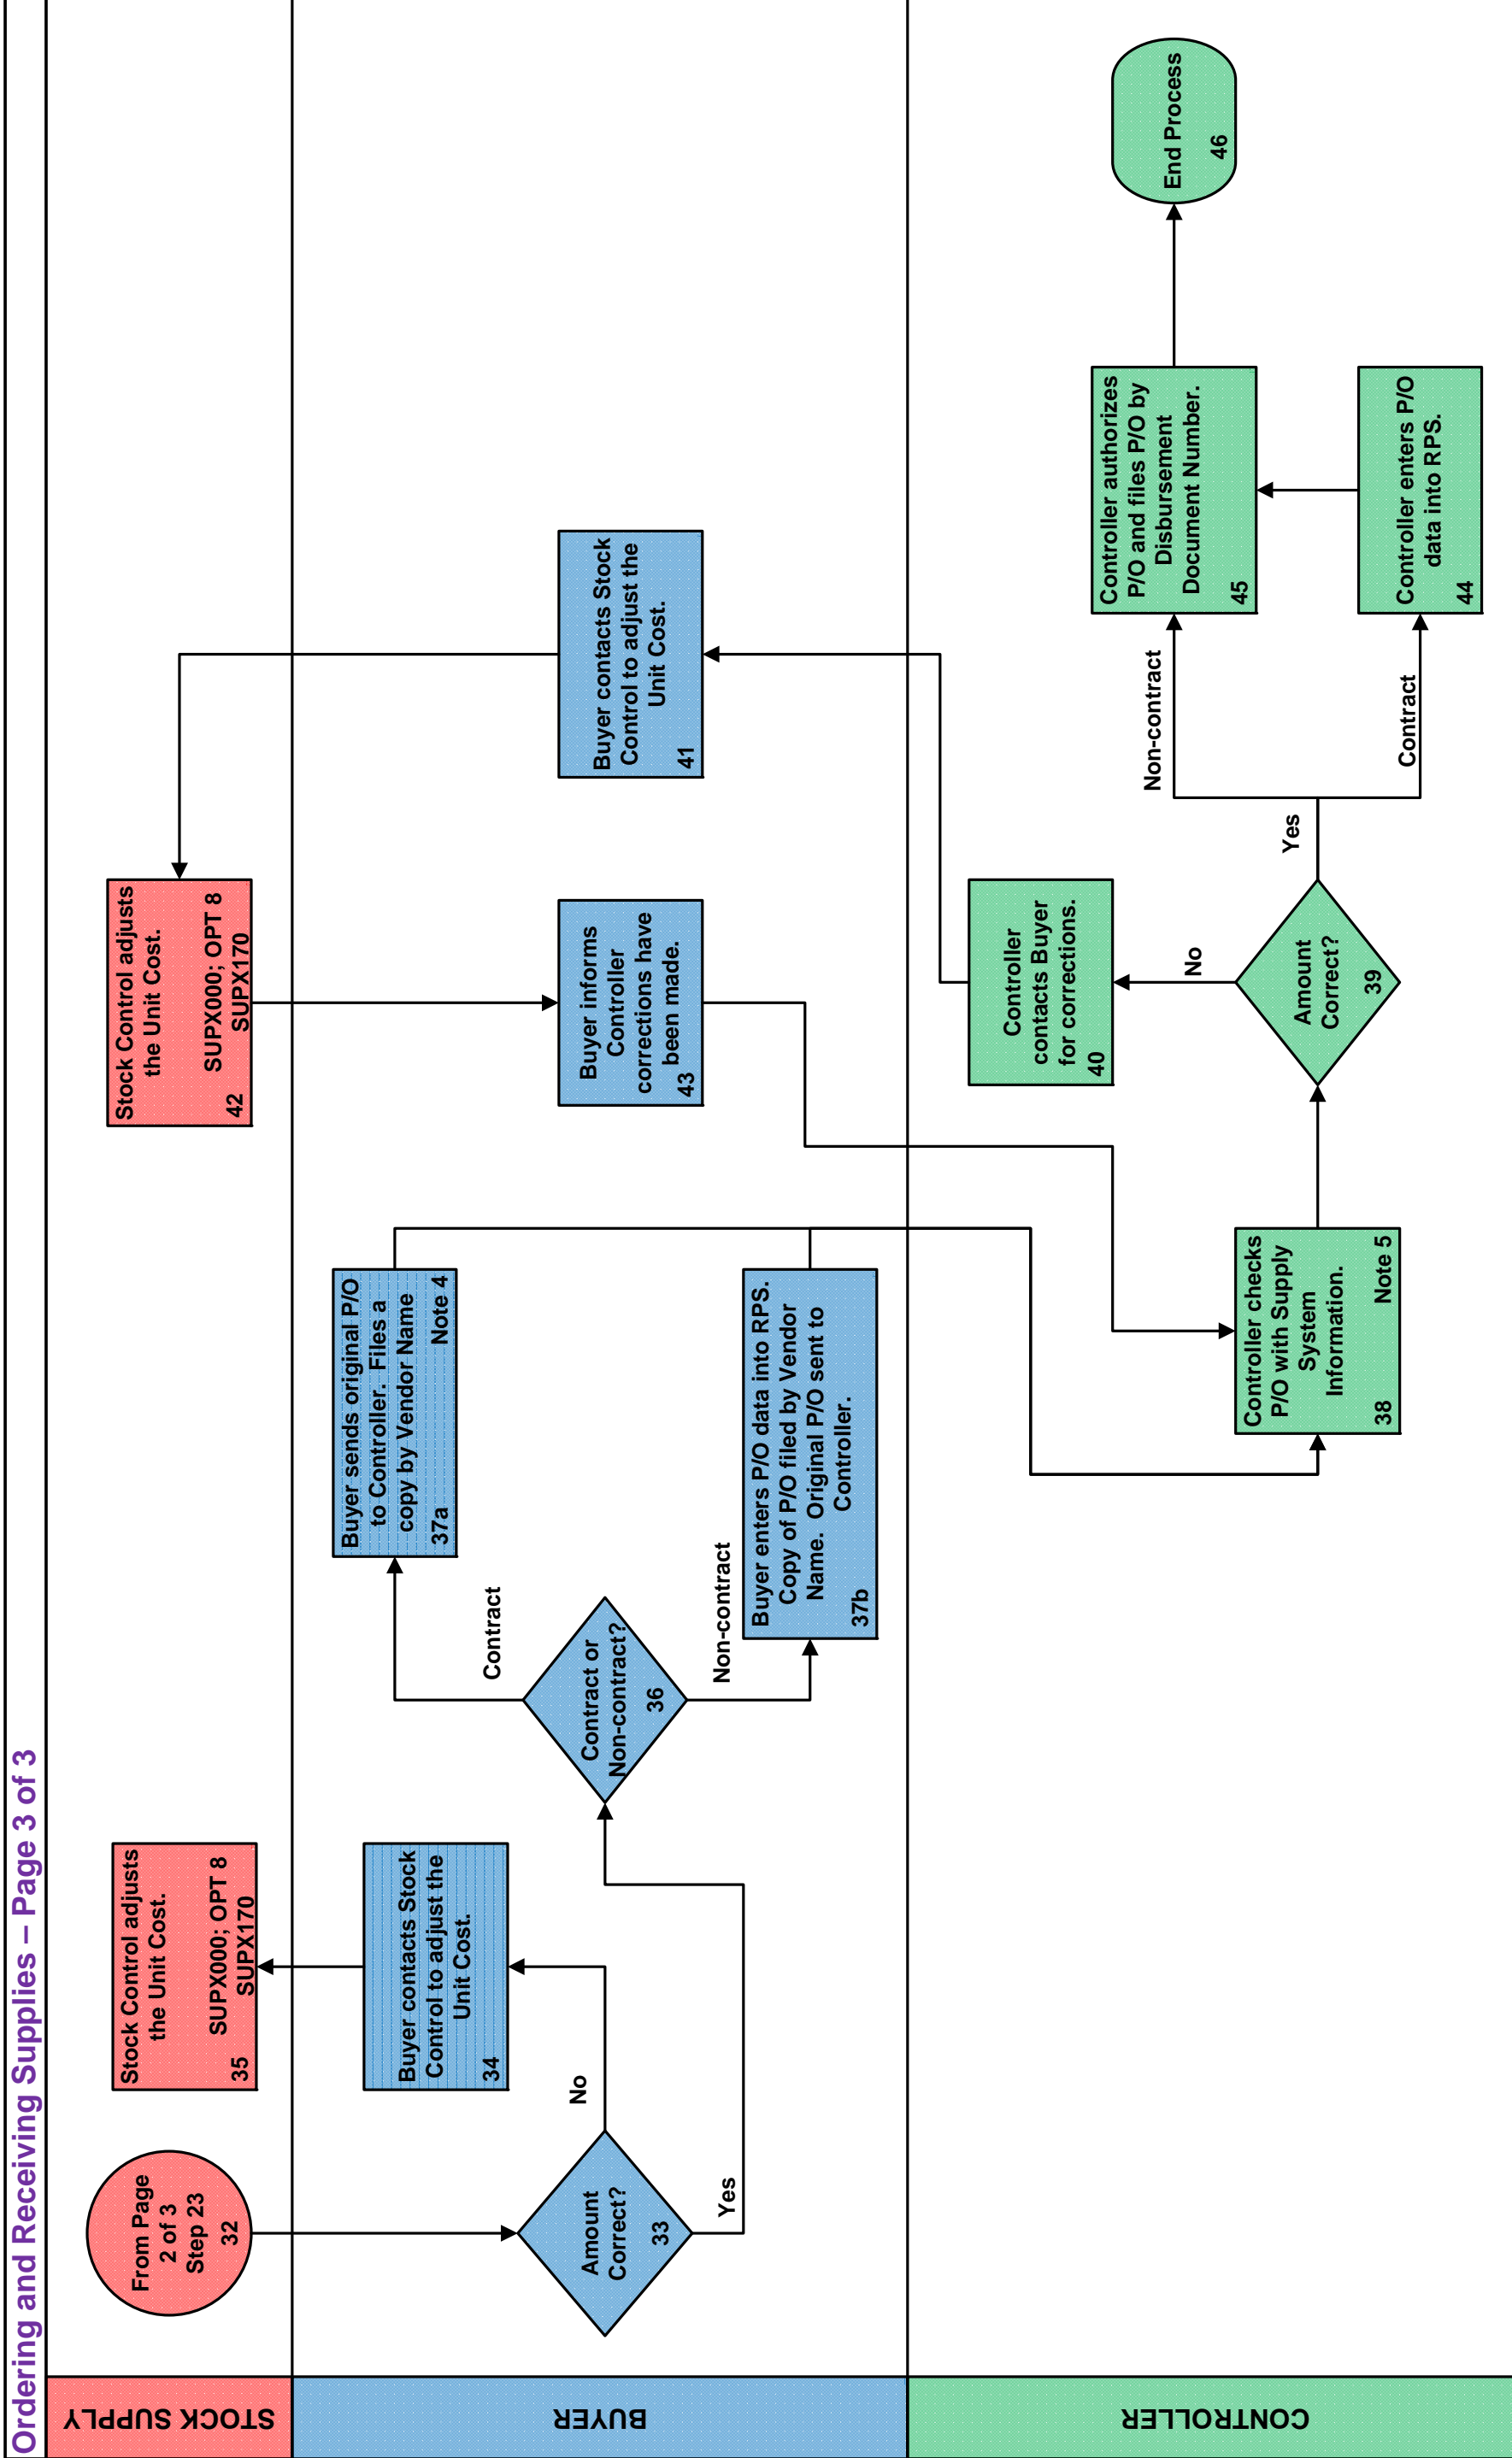 Ordering and Receiving Supplies – Page 3 of 3
STOCK SUPPLY
From Page
2 of 3
Step 23
32
Stock Control adjusts
the Unit Cost.
SUPX000; OPT 8
SUPX170
35
Stock Control adjusts
the Unit Cost.
SUPX000; OPT 8
SUPX170
42
BUYER
Amount
Correct?
33
No
Yes
Buyer contacts Stock
Control to adjust the
Unit Cost.
34
Contract or
Non-contract?
36
Contract
Non-contract
Buyer sends original P/O
to Controller. Files a
copy by Vendor Name
37a
Note 4
Buyer enters P/O data into RPS.
Copy of P/O filed by Vendor
Name. Original P/O sent to
Controller.
37b
Buyer informs
Controller
corrections have
been made.
43
Buyer contacts Stock
Control to adjust the
Unit Cost.
41
CONTROLLER
Controller checks
P/O with Supply
System
Information.
38
Note 5
Amount
Correct?
39
No
Yes
Controller
contacts Buyer
for corrections.
40
Non-contract
Contract
Controller authorizes
P/O and files P/O by
Disbursement
Document Number.
45
Controller enters P/O
data into RPS.
44
End Process
46